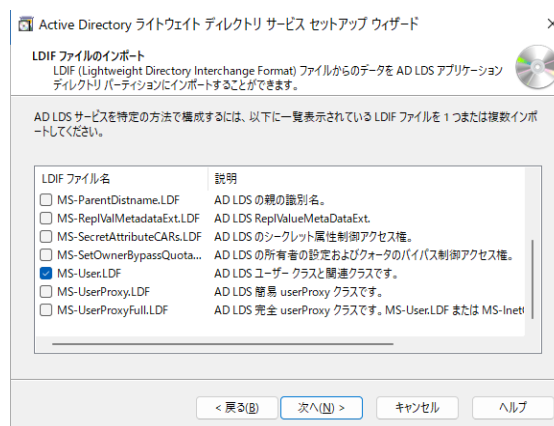 Active Directory ライトウェイト ディレクトリ サービス セットアップ ウィザード
LDIF ファイルのインポート
LDIF (Lightweight Directory Interchange Format) ファイルからのデータを AD LDS アプリケーション
ディレクトリ パーティションにインポートすることができます。
AD LDS サービスを特定の方法で構成するには、以下に一覧表示されている LDIF ファイルを 1 つまたは複数インポ
ートしてください。
LDIF ファイル名 説明
MS-ParentDistname.LDF AD LDS の親の識別名。
MS-ReplValMetadataExt.LDF AD LDS ReplValueMetaDataExt.
MS-SecretAttributeCARs.LDF AD LDS のシークレット属性制御アクセス権。
MS-SetOwnerBypassQuota... AD LDS の所有者の設定およびクォータのバイパス制御アクセス権。
MS-User.LDF AD LDS ユーザー クラスと関連クラスです。
MS-UserProxy.LDF AD LDS 簡易 userProxy クラスです。
MS-UserProxyFull.LDF AD LDS 完全 userProxy クラスです。MS-User.LDF または MS-Inet
< 戻る(B) 次へ(N) > キャンセル ヘルプ